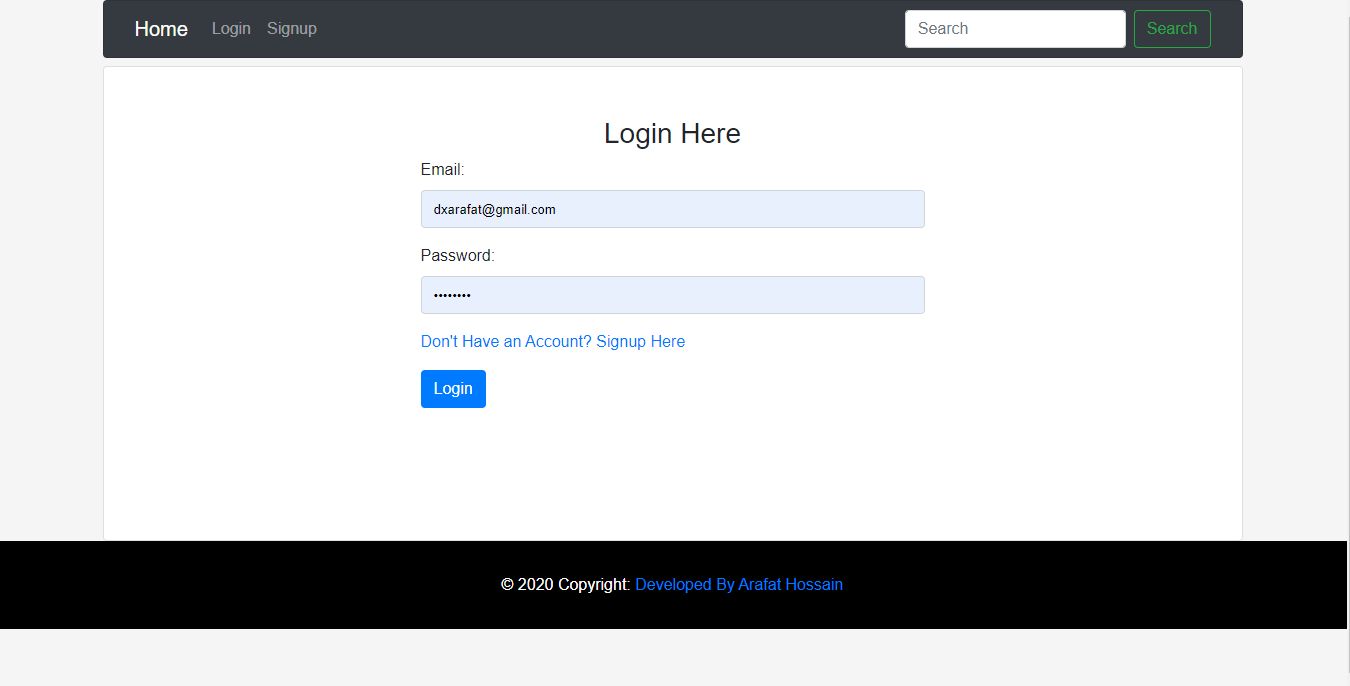 Home Login Signup Search Search
Login Here
Email:
dxarafat@gmail.com
Password:
••••••••
Don't Have an Account? Signup Here
Login
© 2020 Copyright: Developed By Arafat Hossain